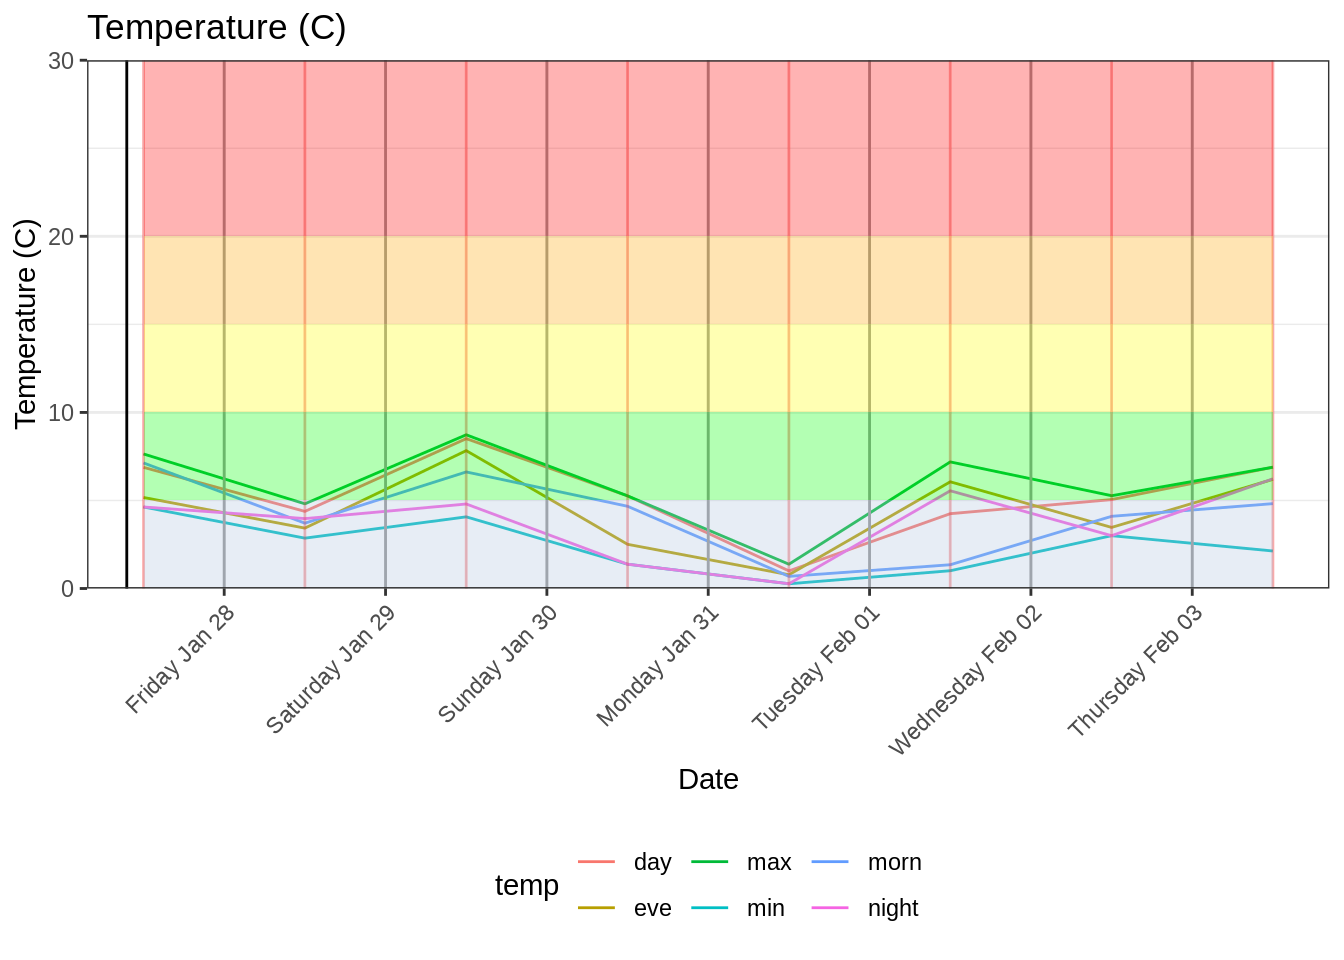 Temperature (C)
Temperature (C)
30
20
10
0
Friday Jan 28
Saturday Jan 29
Sunday Jan 30
Monday Jan 31
Tuesday Feb 01
Wednesday Feb 02
Thursday Feb 03
Date
temp
day
max
morn
eve
min
night